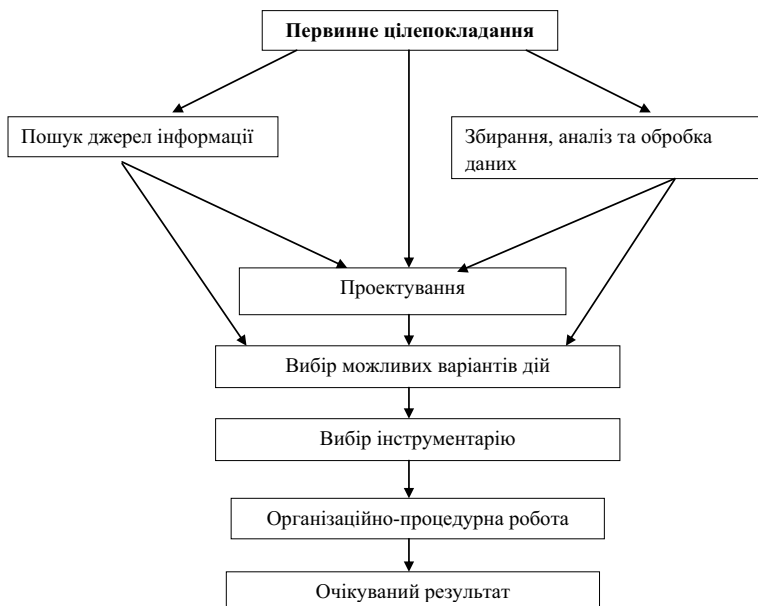 Первинне цілепокладання
Пошук джерел інформації
Збирання, аналіз та обробка
даних
Проектування
Вибір можливих варіантів дій
Вибір інструментарію
Організаційно-процедурна робота
Очікуваний результат